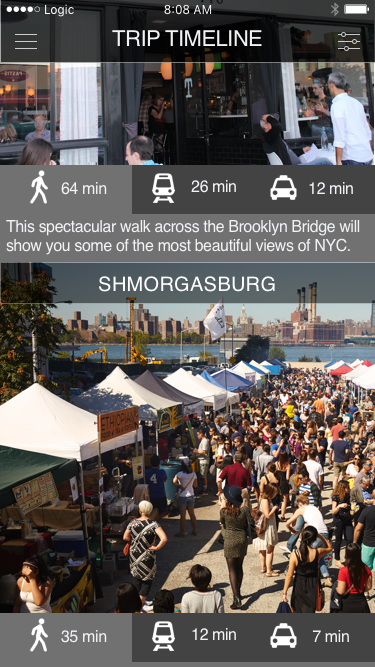 Logic 8:08 AM
TRIP TIMELINE
64 min 26 min 12 min
This spectacular walk across the Brooklyn Bridge will
show you some of the most beautiful views of NYC.
SHMORGASBURG
35 min 12 min 7 min